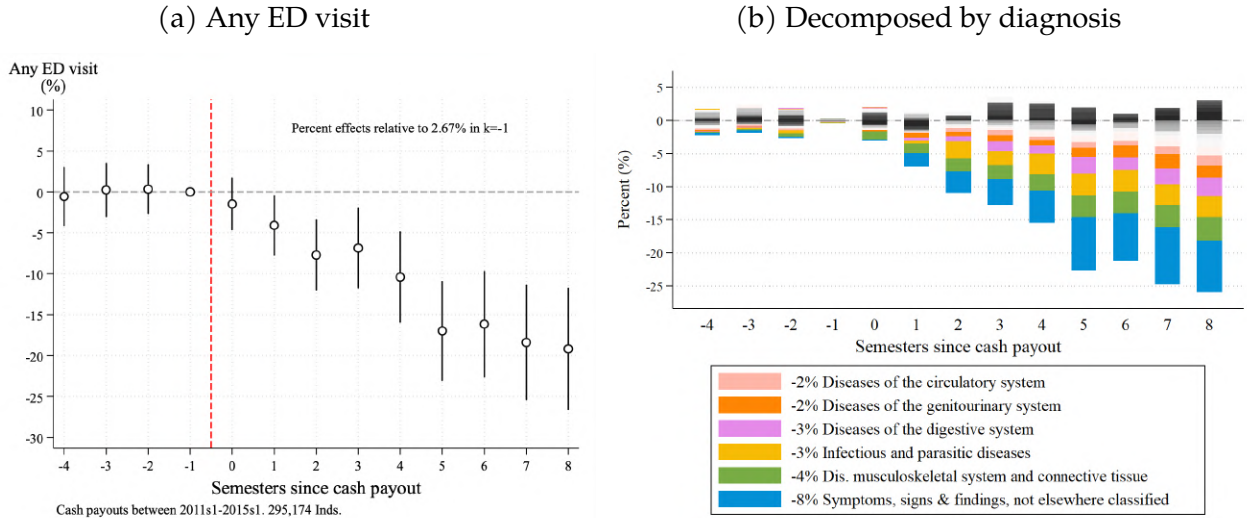 (a) Any ED visit
(b) Decomposed by diagnosis
Any ED visit
(%)
10
5
0
-5
-10
-15
-20
-25
-30
Percent effects relative to 2.67% in k=-1
-4 -3 -2 -1 0 1 2 3 4 5 6 7 8
Semesters since cash payout
Cash payouts between 2011s1-2015s1. 295,174 Inds.
Percent (%)
5
0
-5
-10
-15
-20
-25
-4 -3 -2 -1 0 1 2 3 4 5 6 7 8
Semesters since cash payout
-2% Diseases of the circulatory system
-2% Diseases of the genitourinary system
-3% Diseases of the digestive system
-3% Infectious and parasitic diseases
-4% Dis. musculoskeletal system and connective tissue
-8% Symptoms, signs & findings, not elsewhere classified